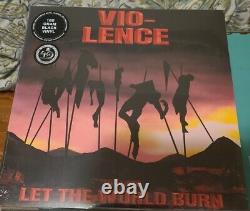 VIO-
LENCE
180
GRAM
BLACK
VINYL
LET THE WORLD BURN